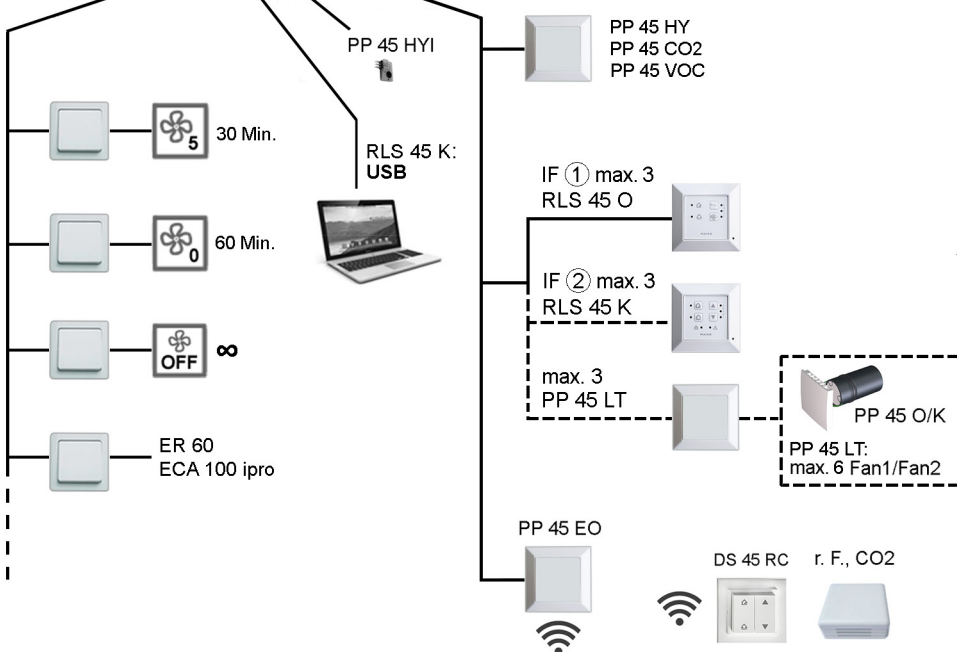 PP 45 HYI
PP 45 HY
PP 45 CO2
PP 45 VOC
5
30 Min.
RLS 45 K:
USB
IF 1 max. 3
RLS 45 O
0
60 Min.
IF 2 max. 3
RLS 45 K
OFF
∞
max. 3
PP 45 LT
PP 45 O/K
PP 45 LT:
max. 6 Fan1/Fan2
ER 60
ECA 100 ipro
PP 45 EO
DS 45 RC
r. F., CO2